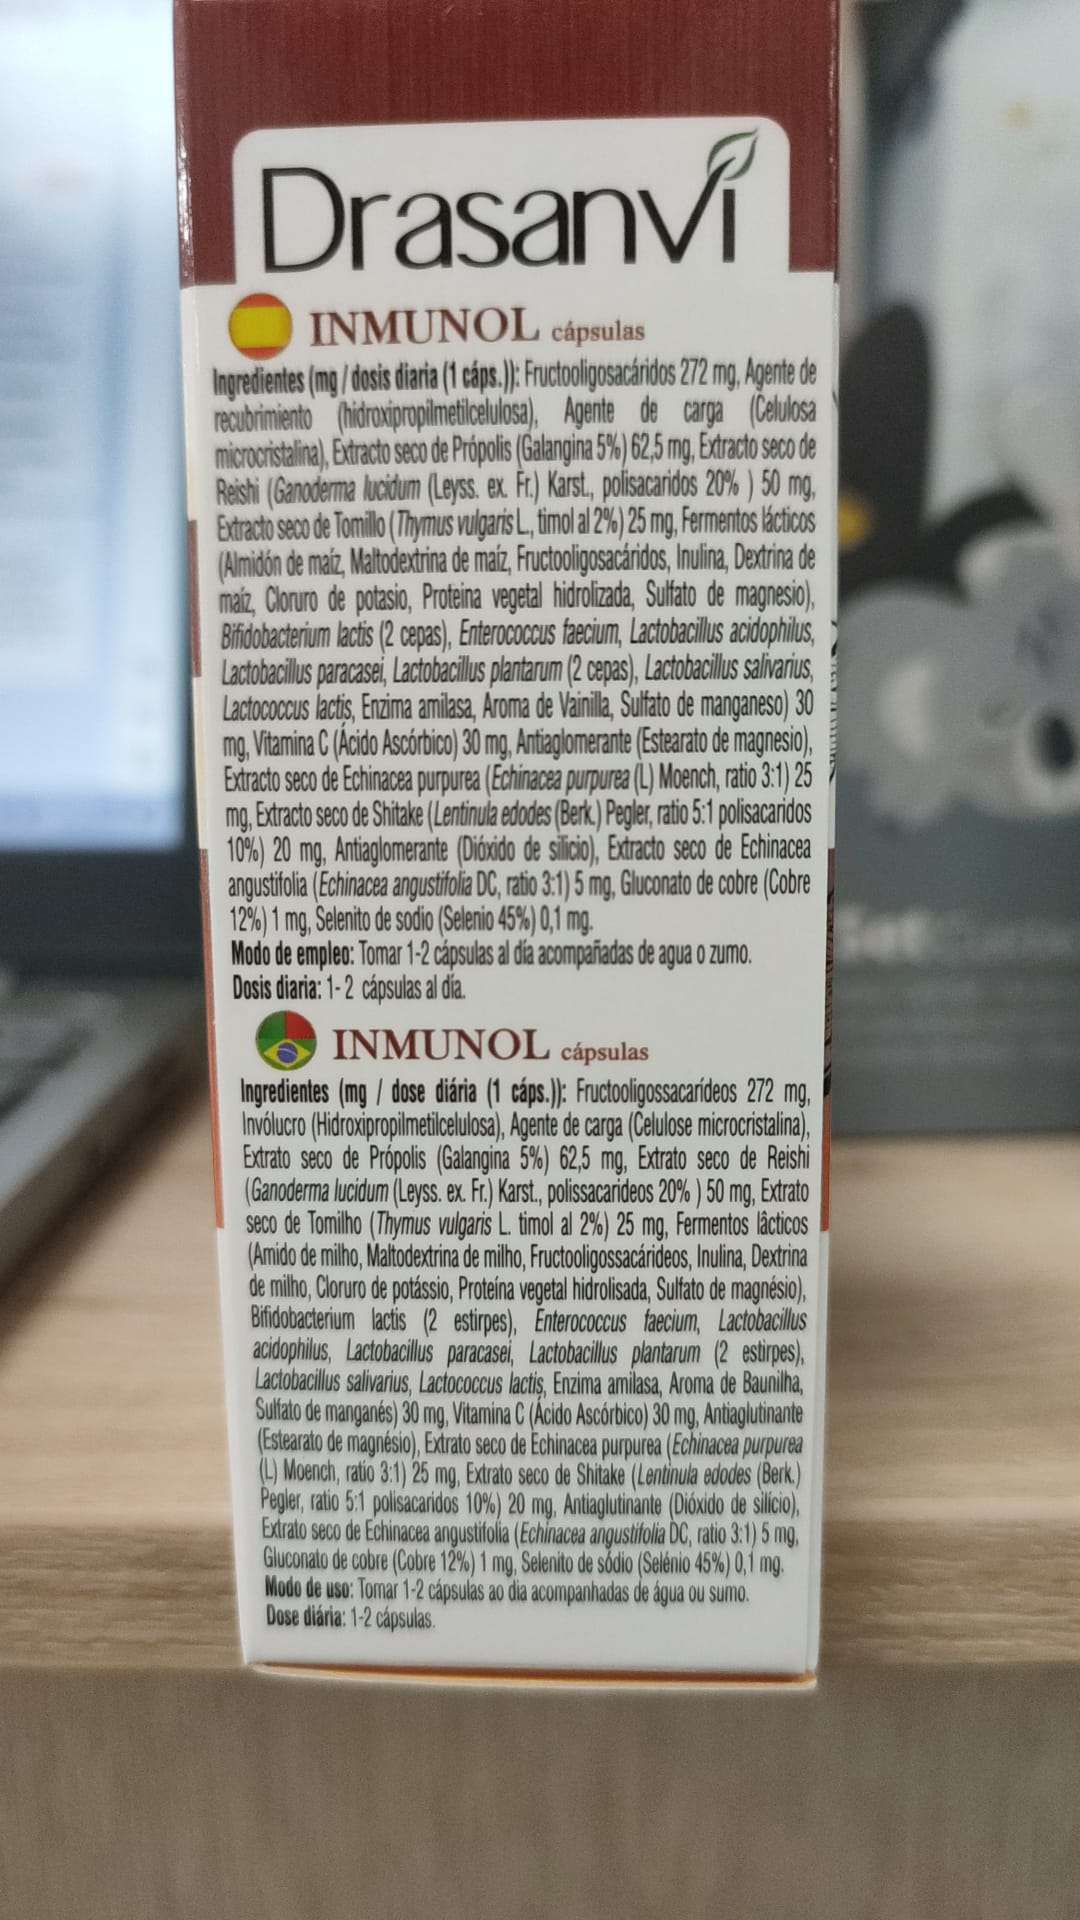 Drasanvi
INMUNOL cápsulas
Ingredientes (mg / dosis diaria (1 cáps.)): Fructooligosacáridos 272 mg, Agente de
recubrimiento (hidroxipropilmetilcelulosa), Agente de carga (Celulosa
microcristalina), Extracto seco de Própolis (Galangina 5%) 62,5 mg, Extracto seco de
Reishi (Ganoderma lucidum (Leyss. ex. Fr.) Karst., polisacaridos 20% ) 50 mg,
Extracto seco de Tomillo (Thymus vulgaris L., timol al 2%) 25 mg, Fermentos lácticos
(Almidón de maíz, Maltodextrina de maíz, Fructooligosacáridos, Inulina, Dextrina de
maíz, Cloruro de potasio, Proteina vegetal hidrolizada, Sulfato de magnesio),
Bifidobacterium lactis (2 cepas), Enterococcus faecium, Lactobacillus acidophilus,
Lactobacillus paracasei, Lactobacillus plantarum (2 cepas), Lactobacillus salivarius,
Lactococcus lactis, Enzima amilasa, Aroma de Vainilla, Sulfato de manganeso) 30
mg, Vitamina C (Ácido Ascórbico) 30 mg, Antiaglomerante (Estearato de magnesio),
Extracto seco de Echinacea purpurea (Echinacea purpurea (L) Moench, ratio 3:1) 25
mg, Extracto seco de Shitake (Lentinula edodes (Berk.) Pegler, ratio 5:1 polisacaridos
10%) 20 mg, Antiaglomerante (Dióxido de silicio), Extracto seco de Echinacea
angustifolia (Echinacea angustifolia DC, ratio 3:1) 5 mg, Gluconato de cobre (Cobre
12%) 1 mg, Selenito de sodio (Selenio 45%) 0,1 mg.
Modo de empleo: Tomar 1-2 cápsulas al día acompañadas de agua o zumo.
Dosis diaria: 1- 2 cápsulas al día.
INMUNOL cápsulas
Ingredientes (mg / dose diária (1 cáps.)): Fructooligossacarídeos 272 mg,
Invólucro (Hidroxipropilmetilcelulosa), Agente de carga (Celulose microcristalina),
Extrato seco de Própolis (Galangina 5%) 62,5 mg, Extrato seco de Reishi
(Ganoderma lucidum (Leyss. ex. Fr.) Karst., polissacarideos 20% ) 50 mg, Extrato
seco de Tomilho (Thymus vulgaris L. timol al 2%) 25 mg, Fermentos lâcticos
(Amido de milho, Maltodextrina de milho, Fructooligossacárideos, Inulina, Dextrina
de milho, Cloruro de potássio, Proteína vegetal hidrolisada, Sulfato de magnésio),
Bifidobacterium lactis (2 estirpes), Enterococcus faecium, Lactobacillus
acidophilus, Lactobacillus paracasei, Lactobacillus plantarum (2 estirpes),
Lactobacillus salivarius, Lactococcus lactis, Enzima amilasa, Aroma de Baunilha,
Sulfato de manganés) 30 mg, Vitamina C (Ácido Ascórbico) 30 mg, Antiaglutinante
(Estearato de magnésio), Extrato seco de Echinacea purpurea (Echinacea purpurea
(L) Moench, ratio 3:1) 25 mg, Extrato seco de Shitake (Lentinula edodes (Berk.)
Pegler, ratio 5:1 polisacaridos 10%) 20 mg, Antiaglutinante (Dióxido de silício),
Extrato seco de Echinacea angustifolia (Echinacea angustifolia DC, ratio 3:1) 5 mg,
Gluconato de cobre (Cobre 12%) 1 mg, Selenito de sódio (Selénio 45%) 0,1 mg.
Modo de uso: Tomar 1-2 cápsulas ao dia acompanhadas de água ou sumo.
Dose diária: 1-2 cápsulas.